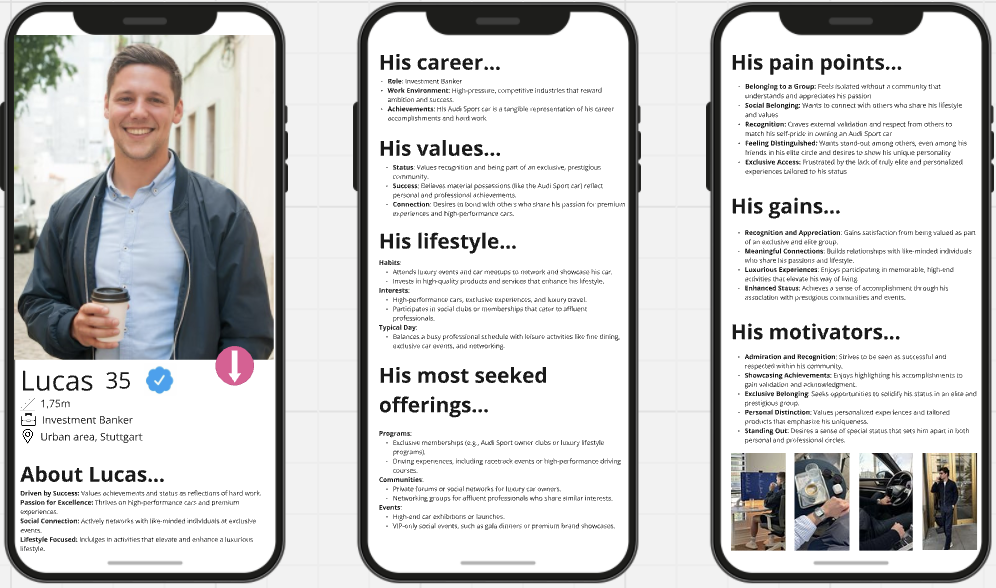 Lucas 35
1,75m
Investment Banker
Urban area, Stuttgart
About Lucas...
Driven by Success: Values achievements and status as reflections of hard work.
Passion for Excellence: Thrives on high-performance cars and premium
experiences.
Social Connection: Actively networks with like-minded individuals at exclusive
events.
Lifestyle Focused: Indulges in activities that elevate and enhance a luxurious
lifestyle.
His career...
- Role: Investment Banker
- Work Environment: High-pressure, competitive industries that reward
ambition and success.
- Achievements: His Audi Sport car is a tangible representation of his career
accomplishments and hard work.
His values...
- Status: Values recognition and being part of an exclusive, prestigious
community.
- Success: Believes material possessions (like the Audi Sport car) reflect
personal and professional achievements.
- Connection: Desires to bond with others who share his passion for premium
experiences and high-performance cars.
His lifestyle...
Habits:
- Attends luxury events and car meetups to network and showcase his car.
- Invests in high-quality products and services that enhance his lifestyle.
Interests:
- High-performance cars, exclusive experiences, and luxury travel.
- Participates in social clubs or memberships that cater to affluent
professionals.
Typical Day:
- Balances a busy professional schedule with leisure activities like fine dining,
exclusive car events, and networking.
His most seeked
offerings...
Programs:
- Exclusive memberships (e.g., Audi Sport owner clubs or luxury lifestyle
programs).
- Driving experiences, including racetrack events or high-performance driving
courses.
Communities:
- Private forums or social networks for luxury car owners.
- Networking groups for affluent professionals who share similar interests.
Events:
- High-end car exhibitions or launches.
- VIP-only social events, such as gala dinners or premium brand showcases.
His pain points...
- Belonging to a Group: Feels isolated without a community that
understands and appreciates his passion
- Social Belonging: Wants to connect with others who share his lifestyle
and values
- Recognition: Craves external validation and respect from others to
match his self-pride in owning an Audi Sport car
- Feeling Distinguished: Wants stand-out among others, even among his
friends in his elite circle and desires to show his unique personality
- Exclusive Access: Frustrated by the lack of truly elite and personalized
experiences tailored to his status
His gains...
- Recognition and Appreciation: Gains satisfaction from being valued as part
of an exclusive and elite group.
- Meaningful Connections: Builds relationships with like-minded individuals
who share his passions and lifestyle.
- Luxurious Experiences: Enjoys participating in memorable, high-end
activities that elevate his way of living.
- Enhanced Status: Achieves a sense of accomplishment through his
association with prestigious communities and events.
His motivators...
- Admiration and Recognition: Strives to be seen as successful and
respected within his community.
- Showcasing Achievements: Enjoys highlighting his accomplishments to
gain validation and acknowledgment.
- Exclusive Belonging: Seeks opportunities to solidify his status in an elite and
prestigious group.
- Personal Distinction: Values personalized experiences and tailored
products that emphasize his uniqueness.
- Standing Out: Desires a sense of special status that sets him apart in both
personal and professional circles.